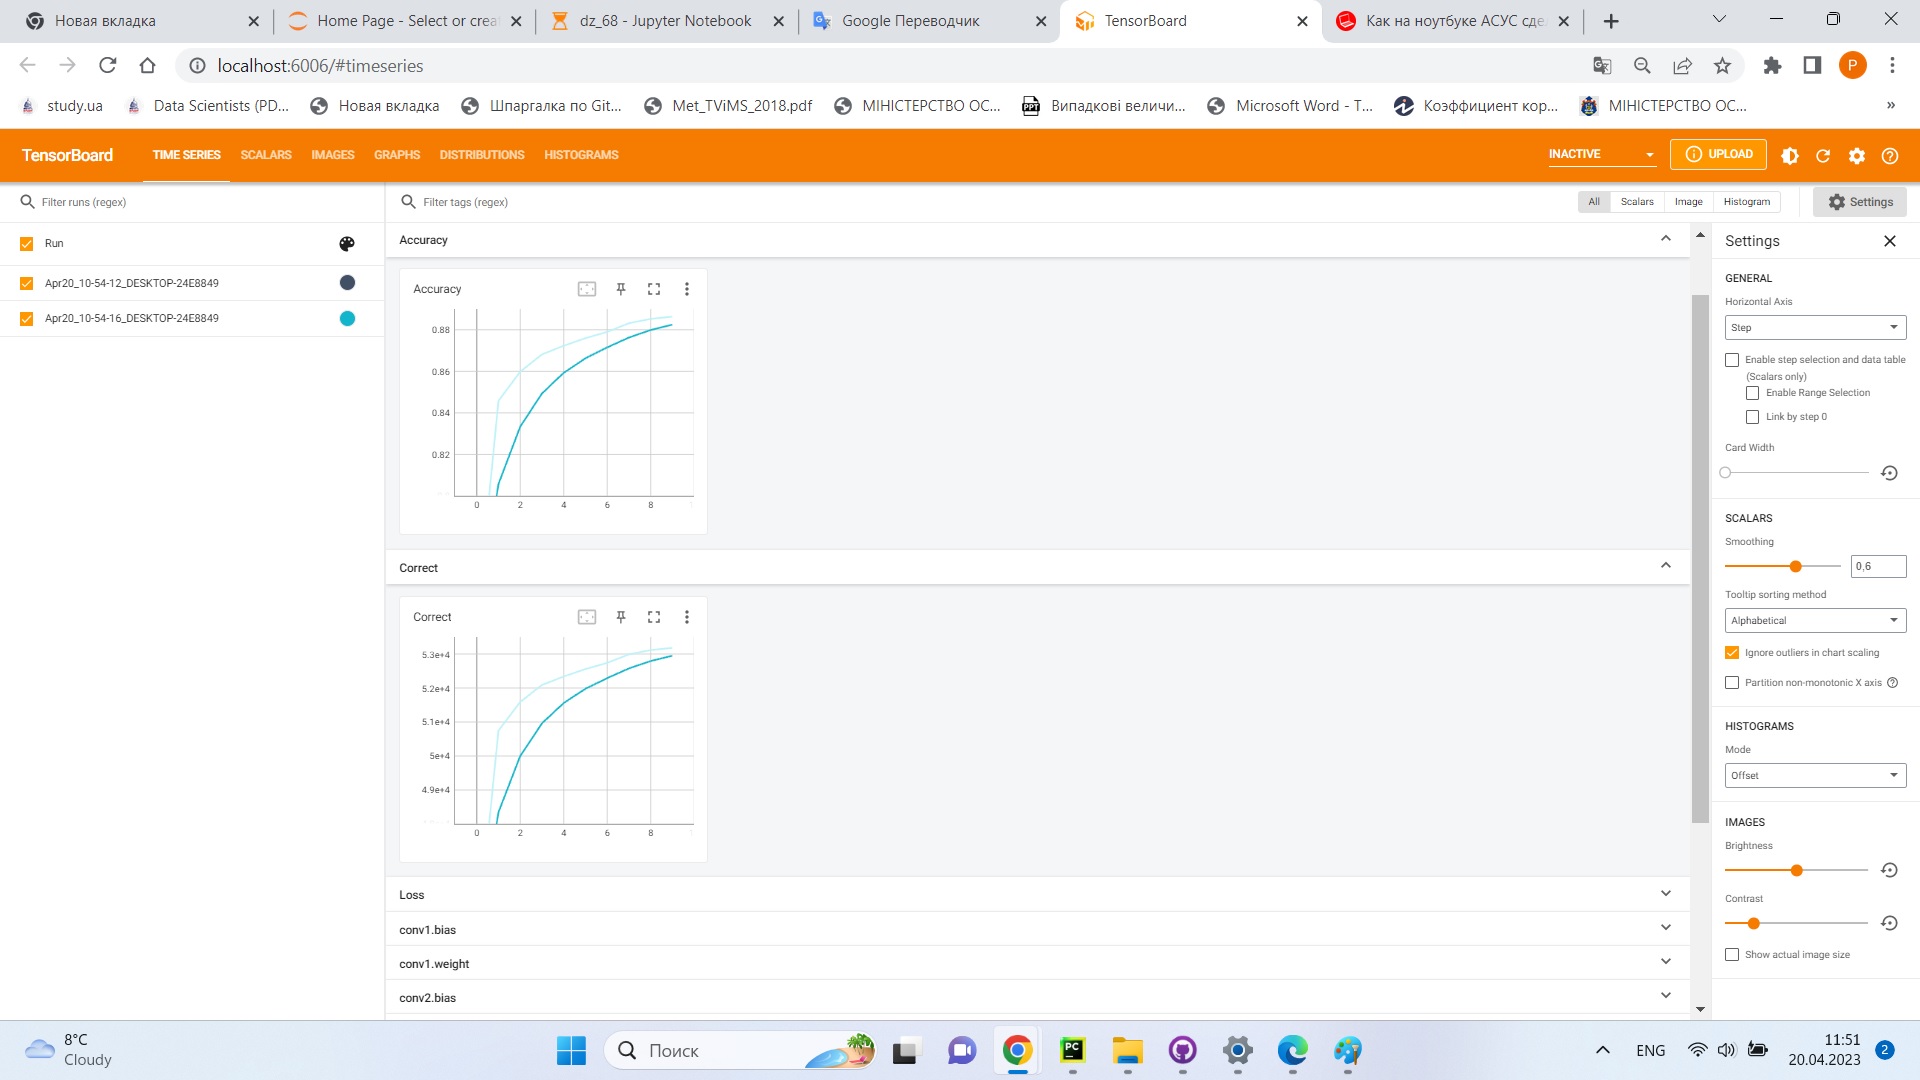 Новая вкладка
Home Page - Select or creat
dz_68 - Jupyter Notebook
Google Переводчик
TensorBoard
Как на ноутбуке АСУС сде
localhost:6006/#timeseries
P
study.ua
Data Scientists (PD...
Новая вкладка
Шпаргалка по Git...
Met_TViMS_2018.pdf
МІНІСТЕРСТВО ОС...
Випадкові величи...
Microsoft Word - T...
Коэффициент кор...
МІНІСТЕРСТВО ОС...
»
TensorBoard
TIME SERIES
SCALARS
IMAGES
GRAPHS
DISTRIBUTIONS
HISTOGRAMS
INACTIVE
UPLOAD
Filter runs (regex)
Filter tags (regex)
All
Scalars
Image
Histogram
Settings
Run
Apr20_10-54-12_DESKTOP-24E8849
Apr20_10-54-16_DESKTOP-24E8849
Accuracy
Accuracy
0.88
0.86
0.84
0.82
0 2 4 6 8
Correct
Correct
5.3e+4
5.2e+4
5.1e+4
5e+4
4.9e+4
0 2 4 6 8
Loss
conv1.bias
conv1.weight
conv2.bias
Settings
GENERAL
Horizontal Axis
Step
Enable step selection and data table
(Scalars only)
Enable Range Selection
Link by step 0
Card Width
SCALARS
Smoothing
0,6
Tooltip sorting method
Alphabetical
Ignore outliers in chart scaling
Partition non-monotonic X axis
HISTOGRAMS
Mode
Offset
IMAGES
Brightness
Contrast
Show actual image size
8°C
Cloudy
Поиск
PC
ENG
11:51
20.04.2023
2